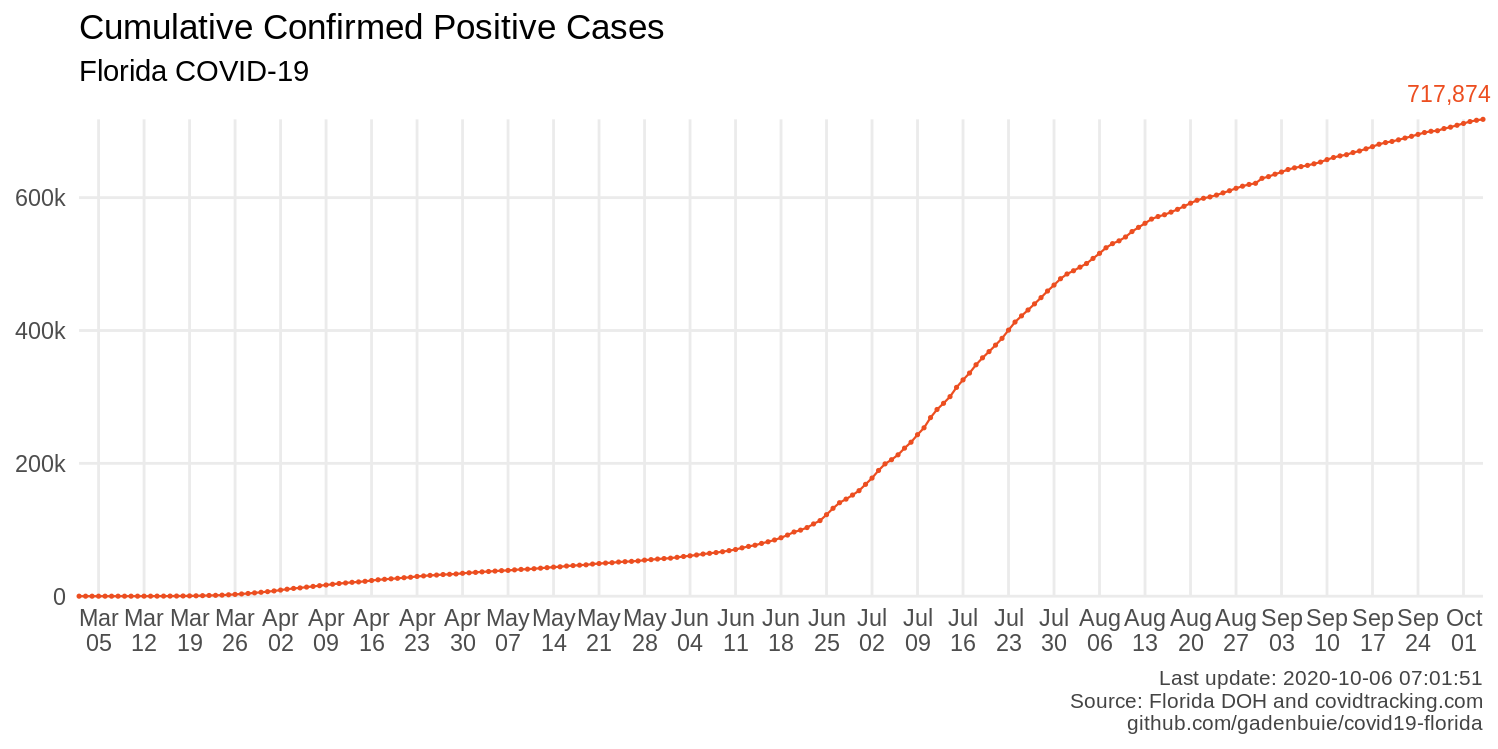 Cumulative Confirmed Positive Cases
Florida COVID-19
717,874
600k
400k
200k
0
Mar Mar Mar Mar Apr Apr Apr Apr Apr May May May May Jun Jun Jun Jun Jul Jul Jul Jul Jul Aug Aug Aug Aug Sep Sep Sep Sep Oct
05 12 19 26 02 09 16 23 30 07 14 21 28 04 11 18 25 02 09 16 23 30 06 13 20 27 03 10 17 24 01
Last update: 2020-10-06 07:01:51
Source: Florida DOH and covidtracking.com
github.com/gadenbuie/covid19-florida